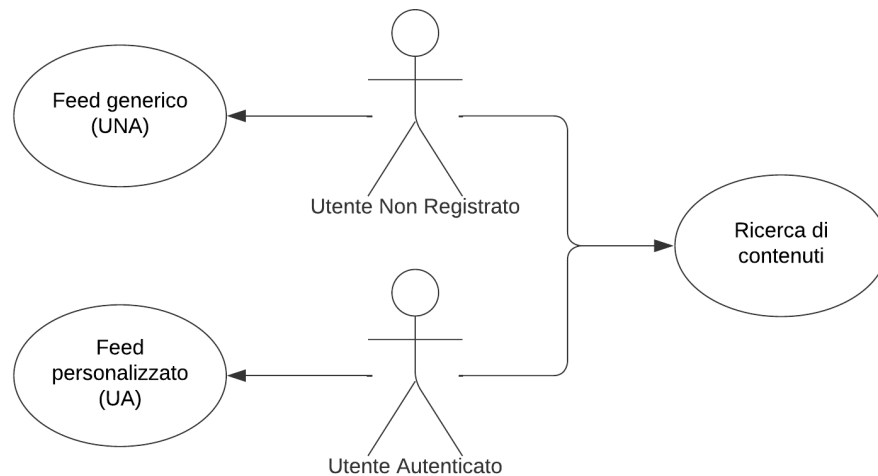 Feed generico
(UNA)
Utente Non Registrato
Ricerca di
contenuti
Feed
personalizzato
(UA)
Utente Autenticato